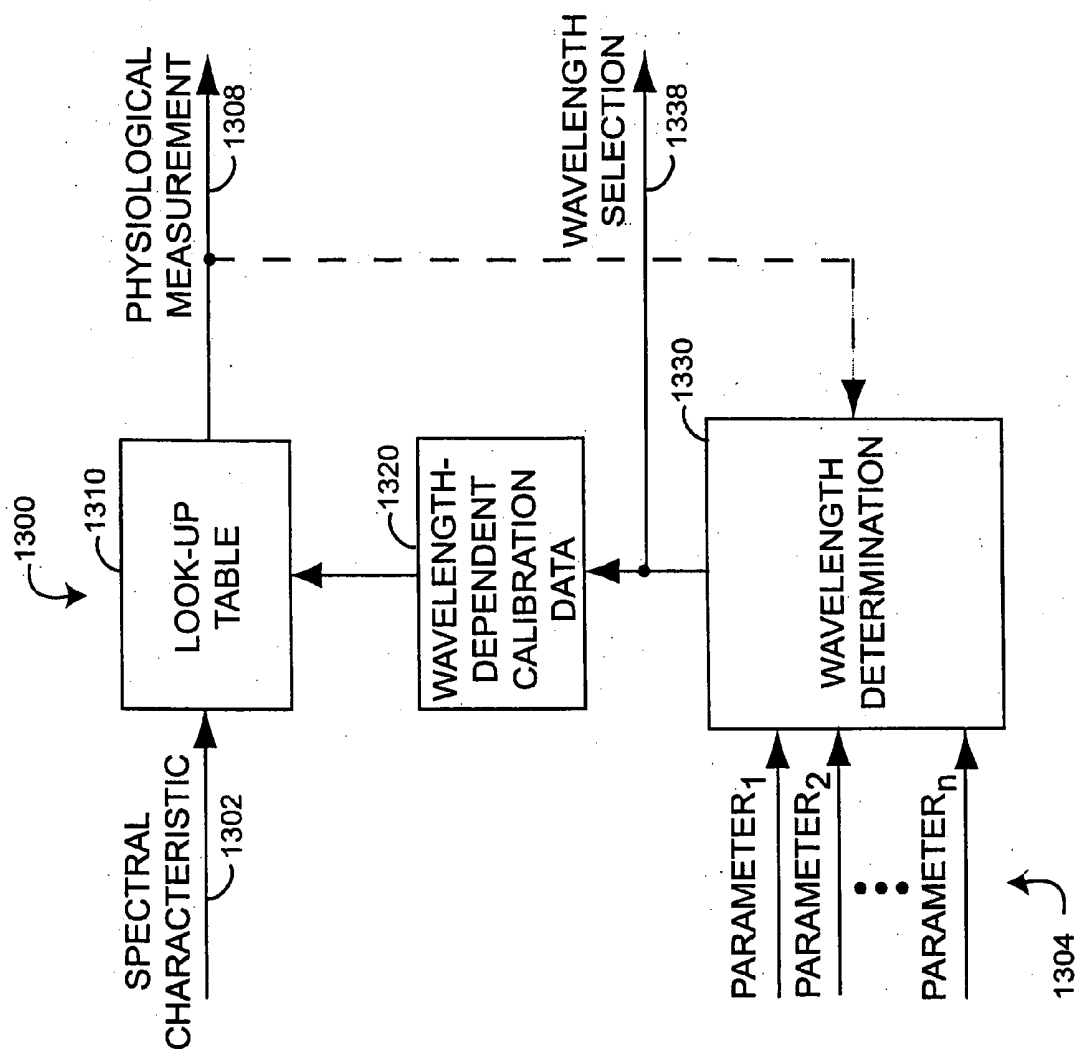 1300
SPECTRAL
CHARACTERISTIC
1302
1310
LOOK-UP
TABLE
PHYSIOLOGICAL
MEASUREMENT
1308
1320
WAVELENGTH-
DEPENDENT
CALIBRATION
DATA
WAVELENGTH
SELECTION
1338
1330
WAVELENGTH
DETERMINATION
PARAMETER1
PARAMETER2
•••
PARAMETERn
1304